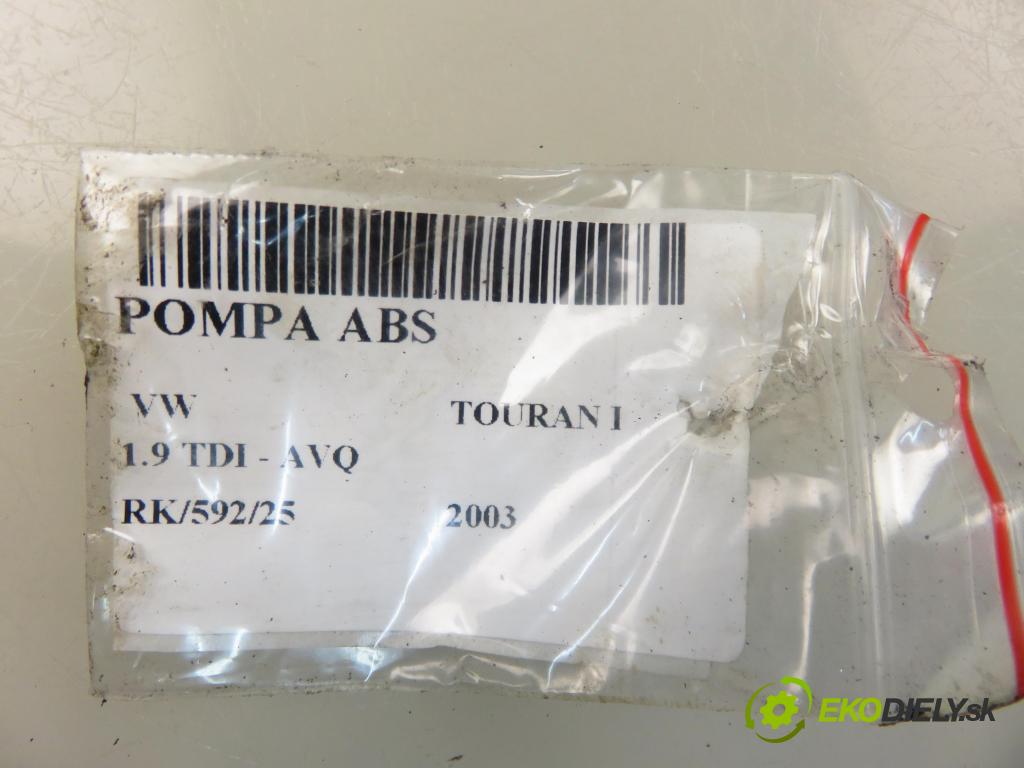 POMPA ABS
VW TOURAN I
1.9 TDI - AVQ
RK/592/25 2003
EKODIELY.sk